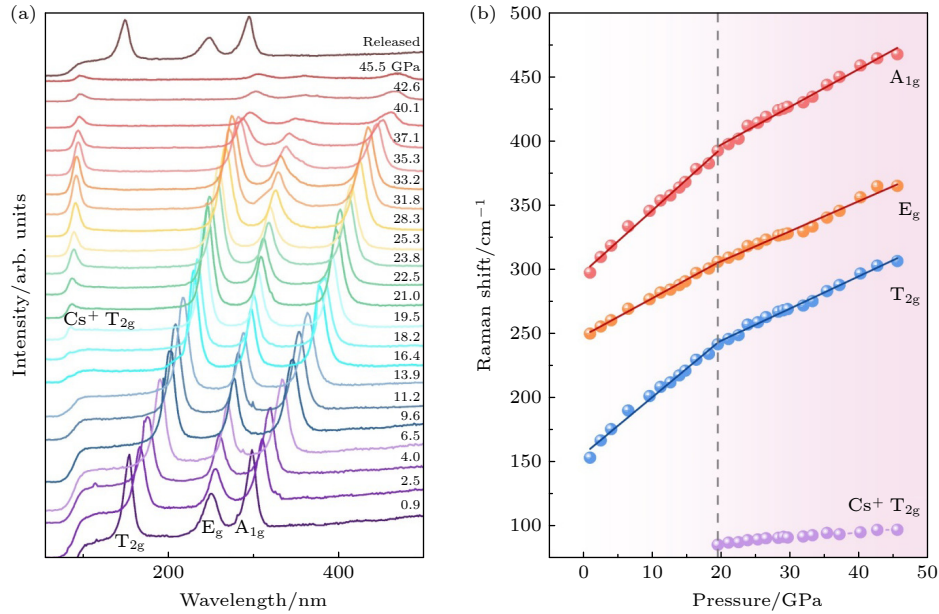 (a)
Released
45.5 GPa
42.6
40.1
37.1
35.3
33.2
31.8
28.3
25.3
23.8
22.5
21.0
19.5
18.2
16.4
13.9
11.2
9.6
6.5
4.0
2.5
0.9
Cs⁺ T₂g
T₂g
E_g
A₁g
Intensity/arb. units
200
400
Wavelength/nm
(b)
500
450
400
350
300
250
200
150
100
A₁g
E_g
T₂g
Cs⁺ T₂g
Raman shift/cm⁻¹
0
10
20
30
40
50
Pressure/GPa